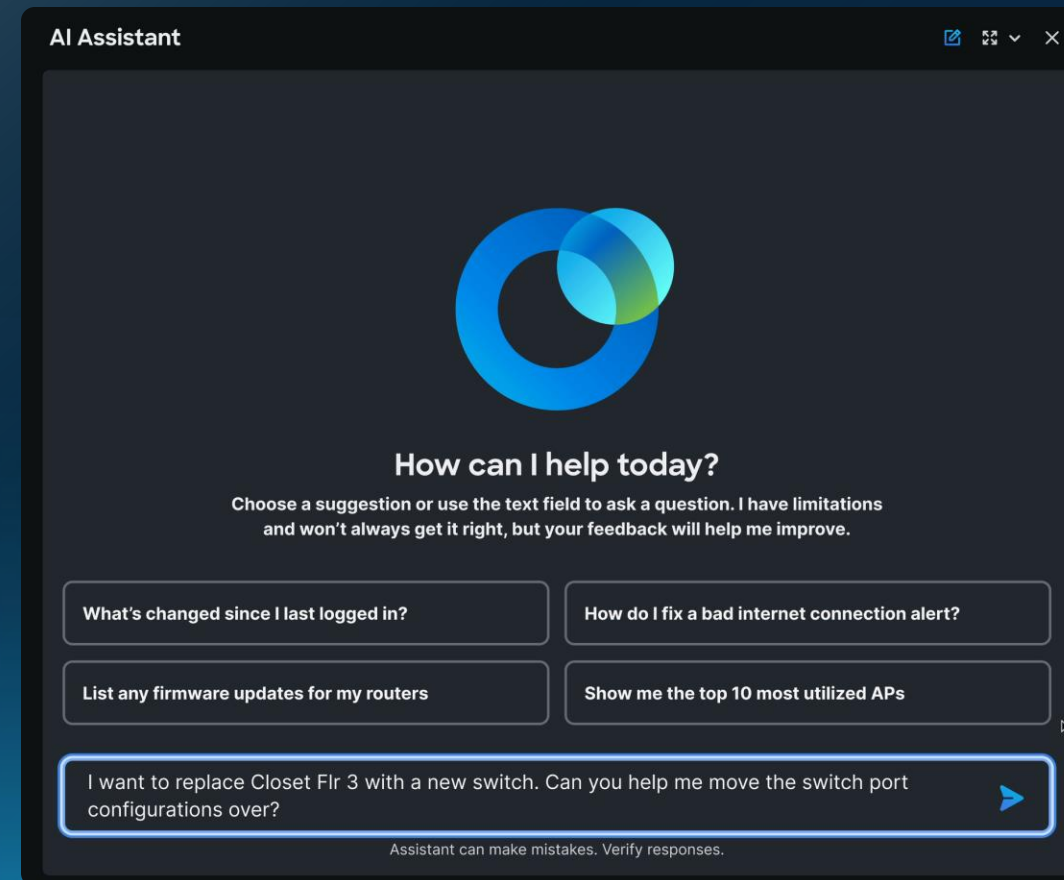 AI Assistant
How can I help today?
Choose a suggestion or use the text field to ask a question. I have limitations
and won't always get it right, but your feedback will help me improve.
What's changed since I last logged in?
How do I fix a bad internet connection alert?
List any firmware updates for my routers
Show me the top 10 most utilized APs
I want to replace Closet Flr 3 with a new switch. Can you help me move the switch port
configurations over?
Assistant can make mistakes. Verify responses.